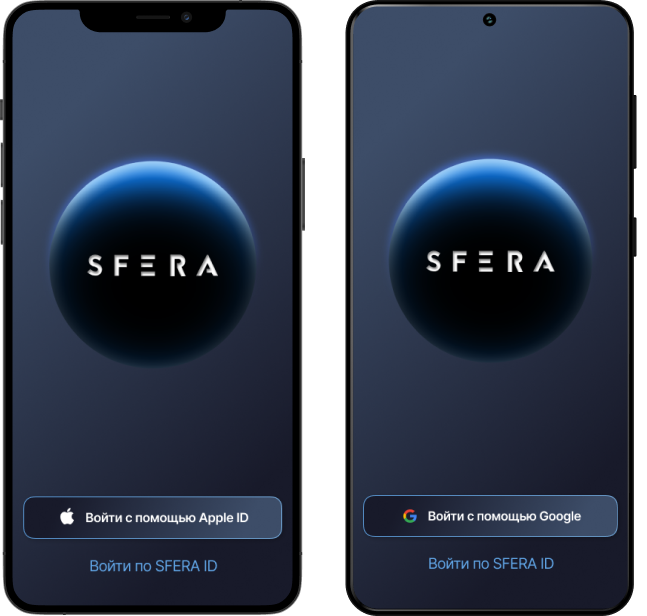 SFERA
Войти с помощью Apple ID
Войти по SFERA ID
SFERA
Войти с помощью Google
Войти по SFERA ID